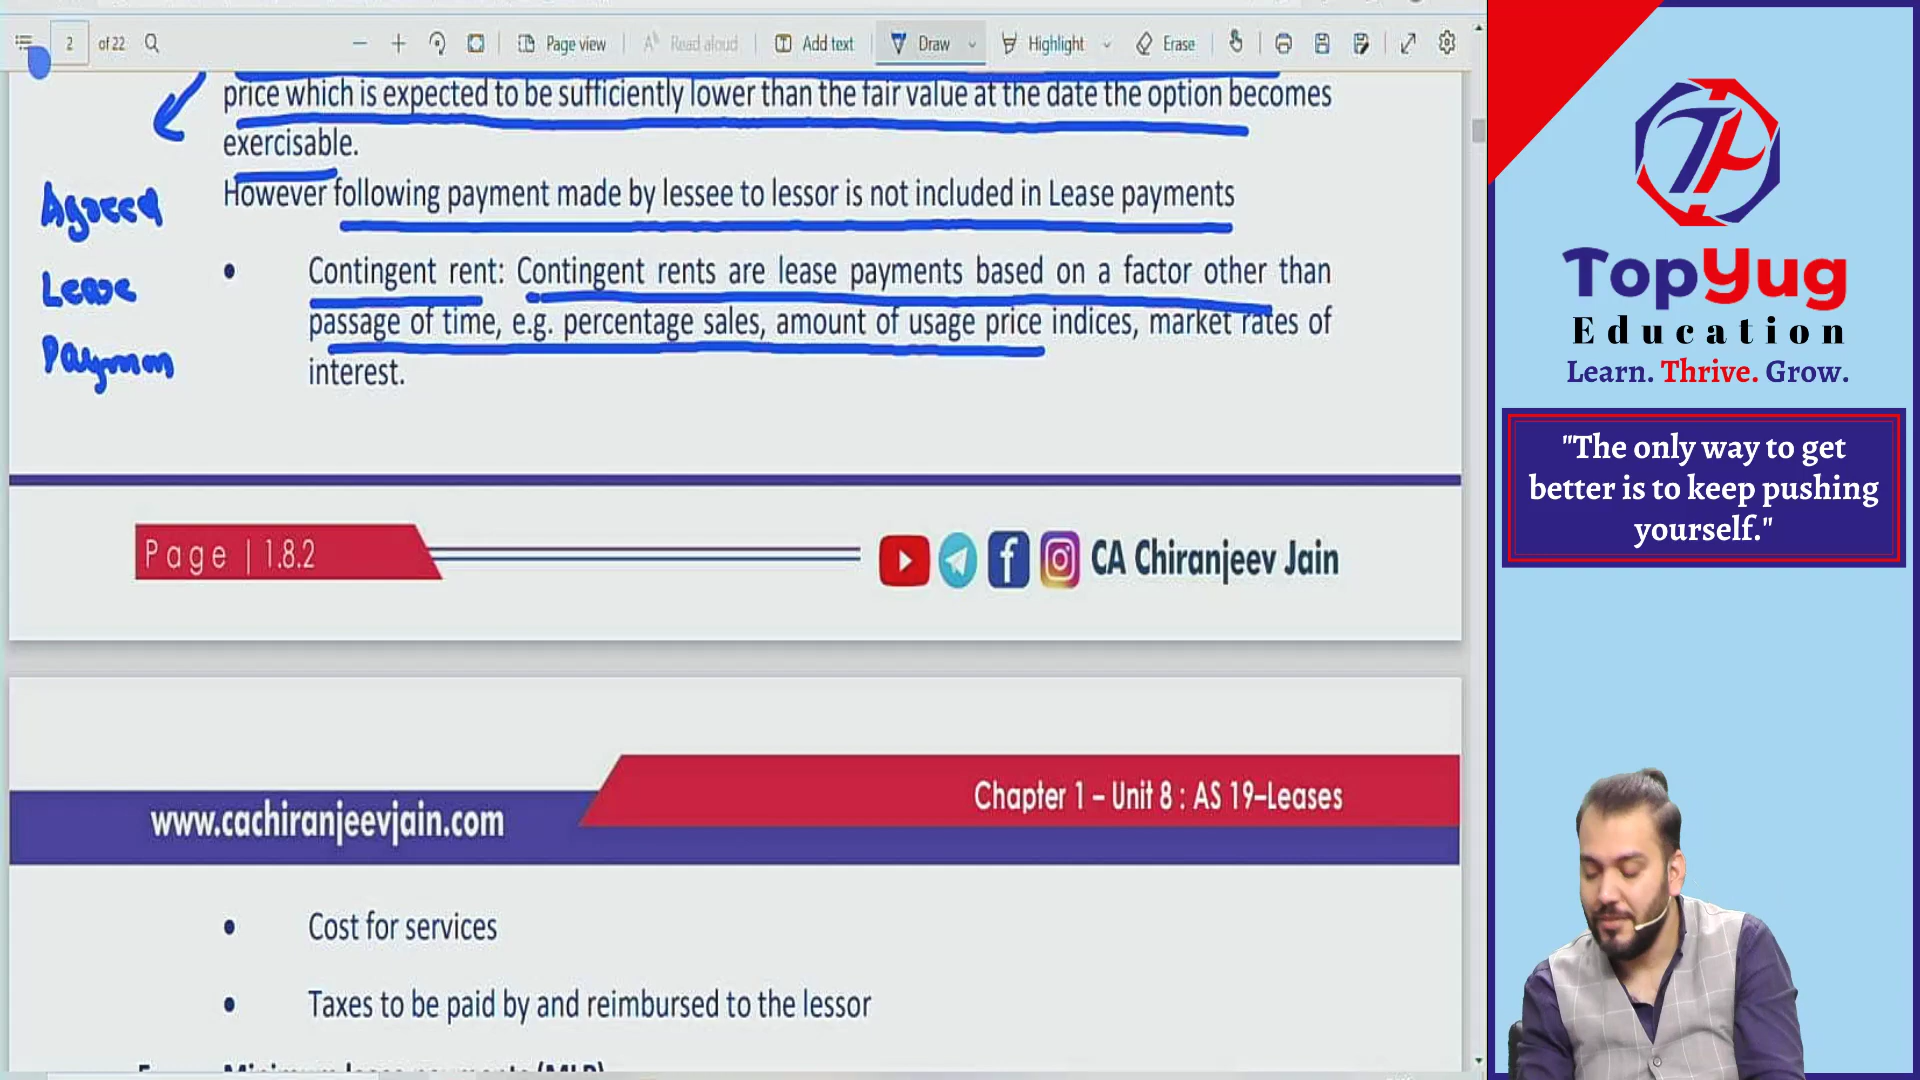 2 of 22
Page view
Read aloud
Add text
Draw
Highlight
Erase
price which is expected to be sufficiently lower than the fair value at the date the option becomes
exercisable.
However following payment made by lessee to lessor is not included in Lease payments
Agreed
Lease
Paymen
• Contingent rent: Contingent rents are lease payments based on a factor other than
passage of time, e.g. percentage sales, amount of usage price indices, market rates of
interest.
Page | 1.8.2
CA Chiranjeev Jain
Chapter 1 – Unit 8 : AS 19–Leases
www.cachiranjeevjain.com
• Cost for services
• Taxes to be paid by and reimbursed to the lessor
Minimum lease payments (MLP)
TopYug
Education
Learn. Thrive. Grow.
"The only way to get
better is to keep pushing
yourself."